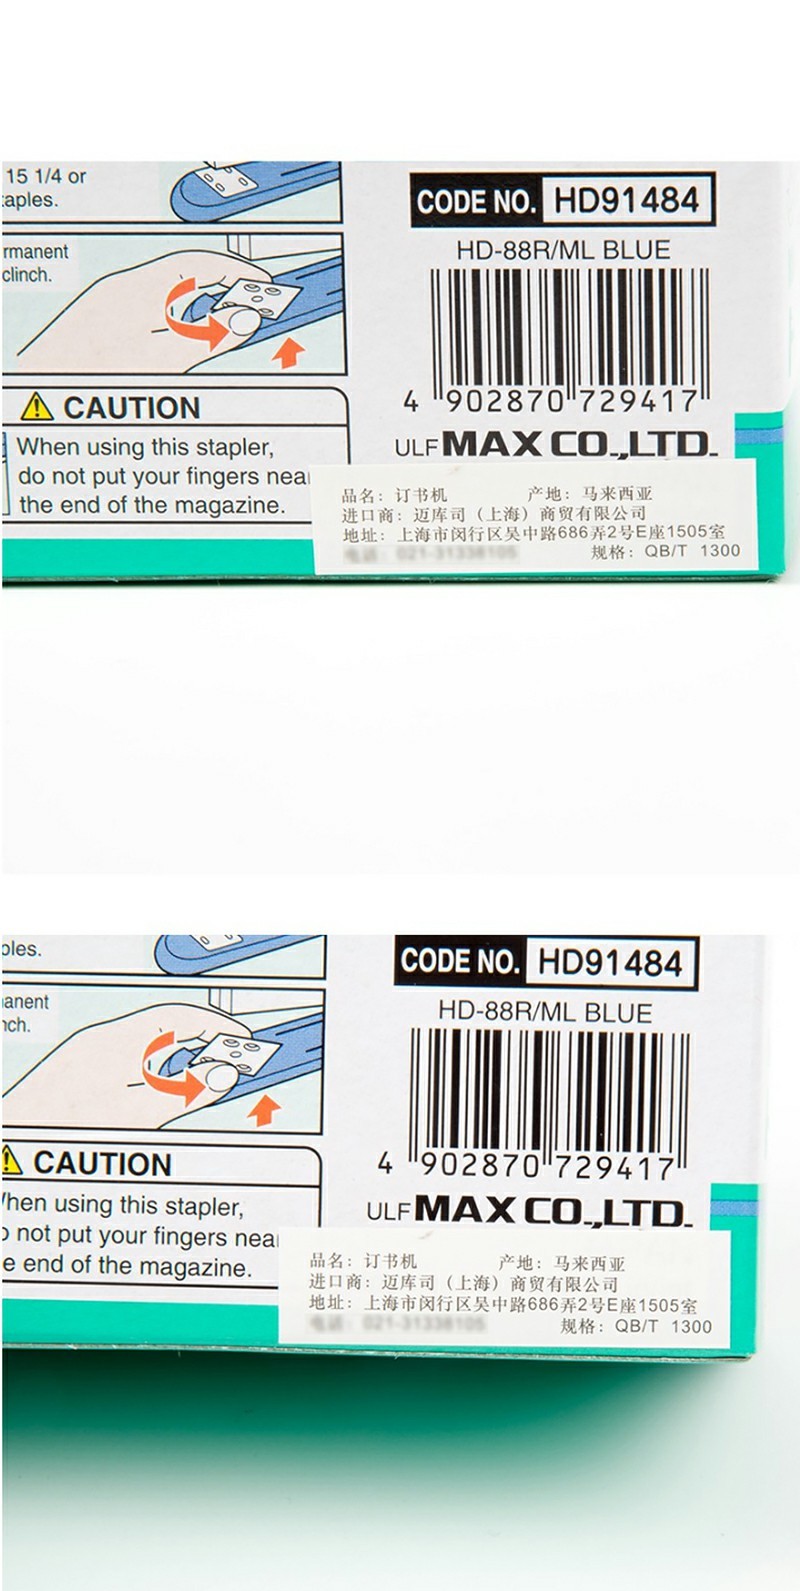 15 1/4 or
taples.
rmanent
clinch.
CAUTION
When using this stapler,
do not put your fingers near
the end of the magazine.
CODE NO. HD91484
HD-88R/ML BLUE
4 902870 729417
ULF MAX CO.,LTD.
品名：订书机 产地：马来西亚
进口商：迈库司（上海）商贸有限公司
地址：上海市闵行区吴中路686弄2号E座1505室
规格：QB/T 1300
ples.
anent
nch.
CAUTION
When using this stapler,
o not put your fingers near
e end of the magazine.
CODE NO. HD91484
HD-88R/ML BLUE
4 902870 729417
ULF MAX CO.,LTD.
品名：订书机 产地：马来西亚
进口商：迈库司（上海）商贸有限公司
地址：上海市闵行区吴中路686弄2号E座1505室
规格：QB/T 1300